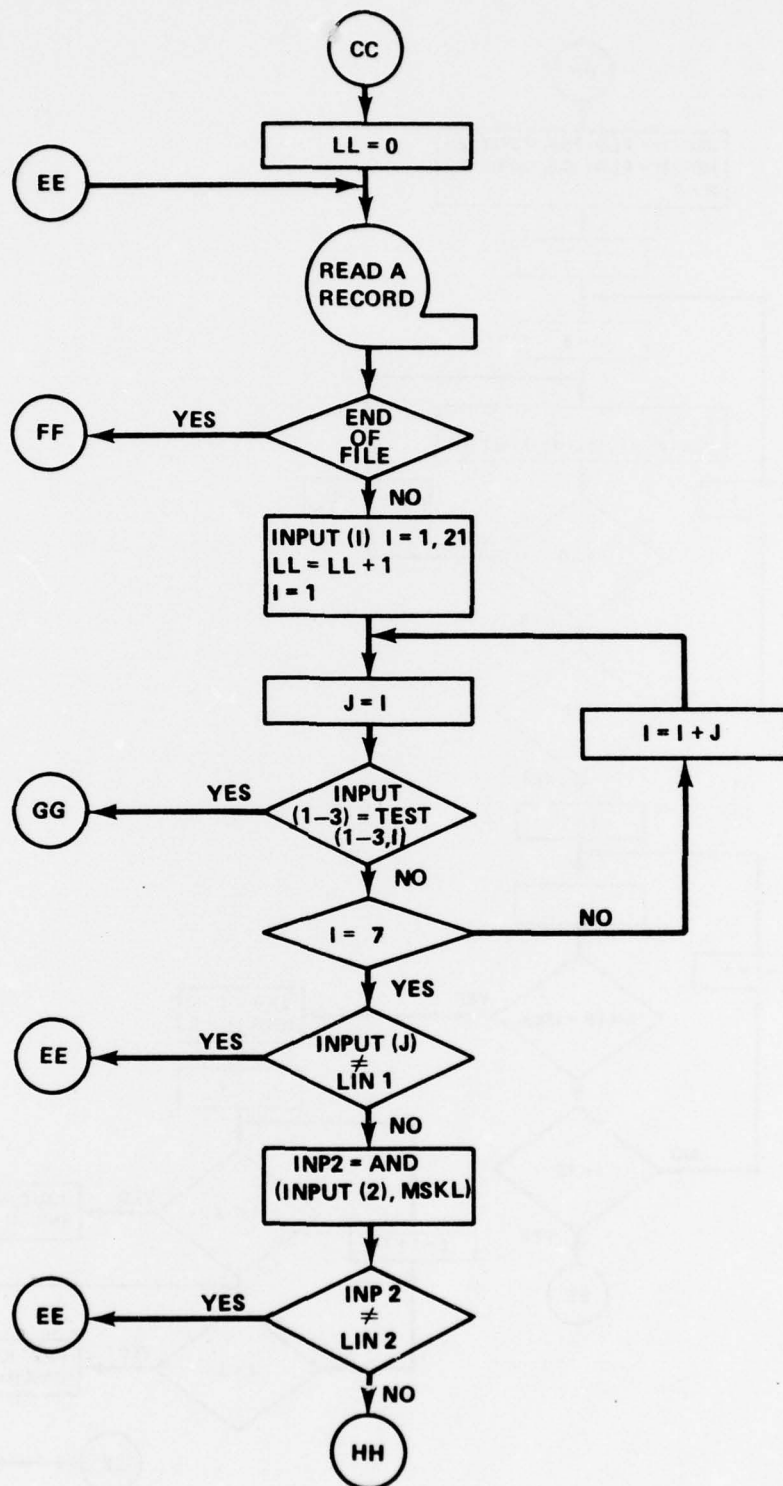 CC
LL = 0
EE
READ A
RECORD
END
OF
FILE
YES
FF
NO
INPUT (I) I = 1, 21
LL = LL + 1
I = 1
J = I
I = I + J
INPUT
(1–3) = TEST
(1–3,I)
YES
GG
NO
I = 7
NO
YES
INPUT (J)
≠
LIN 1
YES
EE
NO
INP2 = AND
(INPUT (2), MSKL)
INP 2
≠
LIN 2
YES
EE
NO
HH